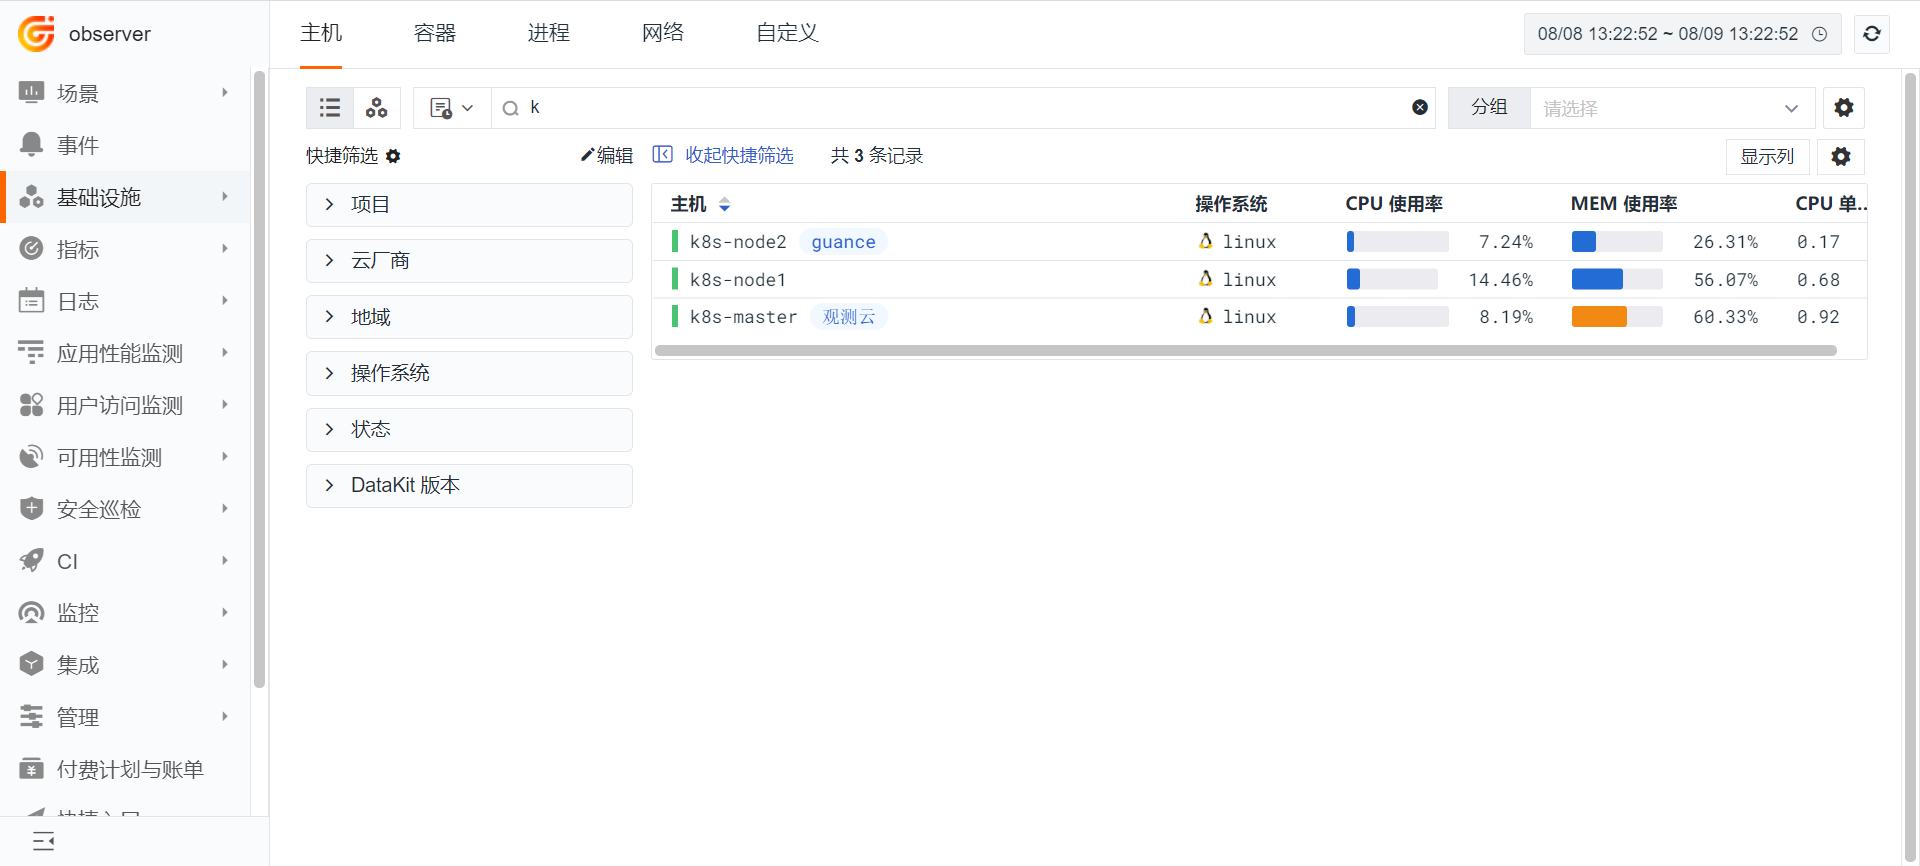 observer
主机
容器
进程
网络
自定义
08/08 13:22:52 ~ 08/09 13:22:52
场景
事件
基础设施
指标
日志
应用性能监测
用户访问监测
可用性监测
安全巡检
CI
监控
集成
管理
付费计划与账单
k
分组
请选择
快捷筛选
编辑
收起快捷筛选
共 3 条记录
显示列
项目
云厂商
地域
操作系统
状态
DataKit 版本
主机 操作系统 CPU 使用率 MEM 使用率 CPU 单..
k8s-node2 guance linux 7.24% 26.31% 0.17
k8s-node1 linux 14.46% 56.07% 0.68
k8s-master 观测云 linux 8.19% 60.33% 0.92